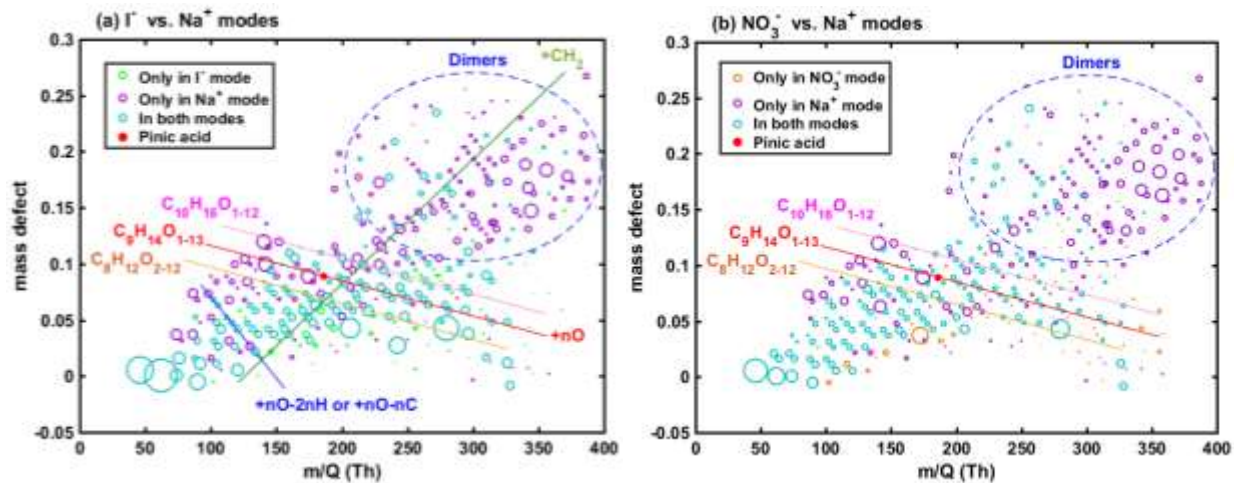 (a) I⁻ vs. Na⁺ modes
0.3
0.25
0.2
0.15
0.1
0.05
0
-0.05
mass defect
0 50 100 150 200 250 300 350 400
m/Q (Th)
Only in I⁻ mode
Only in Na⁺ mode
In both modes
Pinic acid
Dimers
+CH₂
C₁₀H₁₆O₁₋₁₂
C₉H₁₄O₁₋₁₃
C₈H₁₂O₂₋₁₂
+nO
+nO-2nH or +nO-nC
(b) NO₃⁻ vs. Na⁺ modes
0.3
0.25
0.2
0.15
0.1
0.05
0
-0.05
mass defect
0 50 100 150 200 250 300 350 400
m/Q (Th)
Only in NO₃⁻ mode
Only in Na⁺ mode
In both modes
Pinic acid
Dimers
C₁₀H₁₆O₁₋₁₂
C₉H₁₄O₁₋₁₃
C₈H₁₂O₂₋₁₂